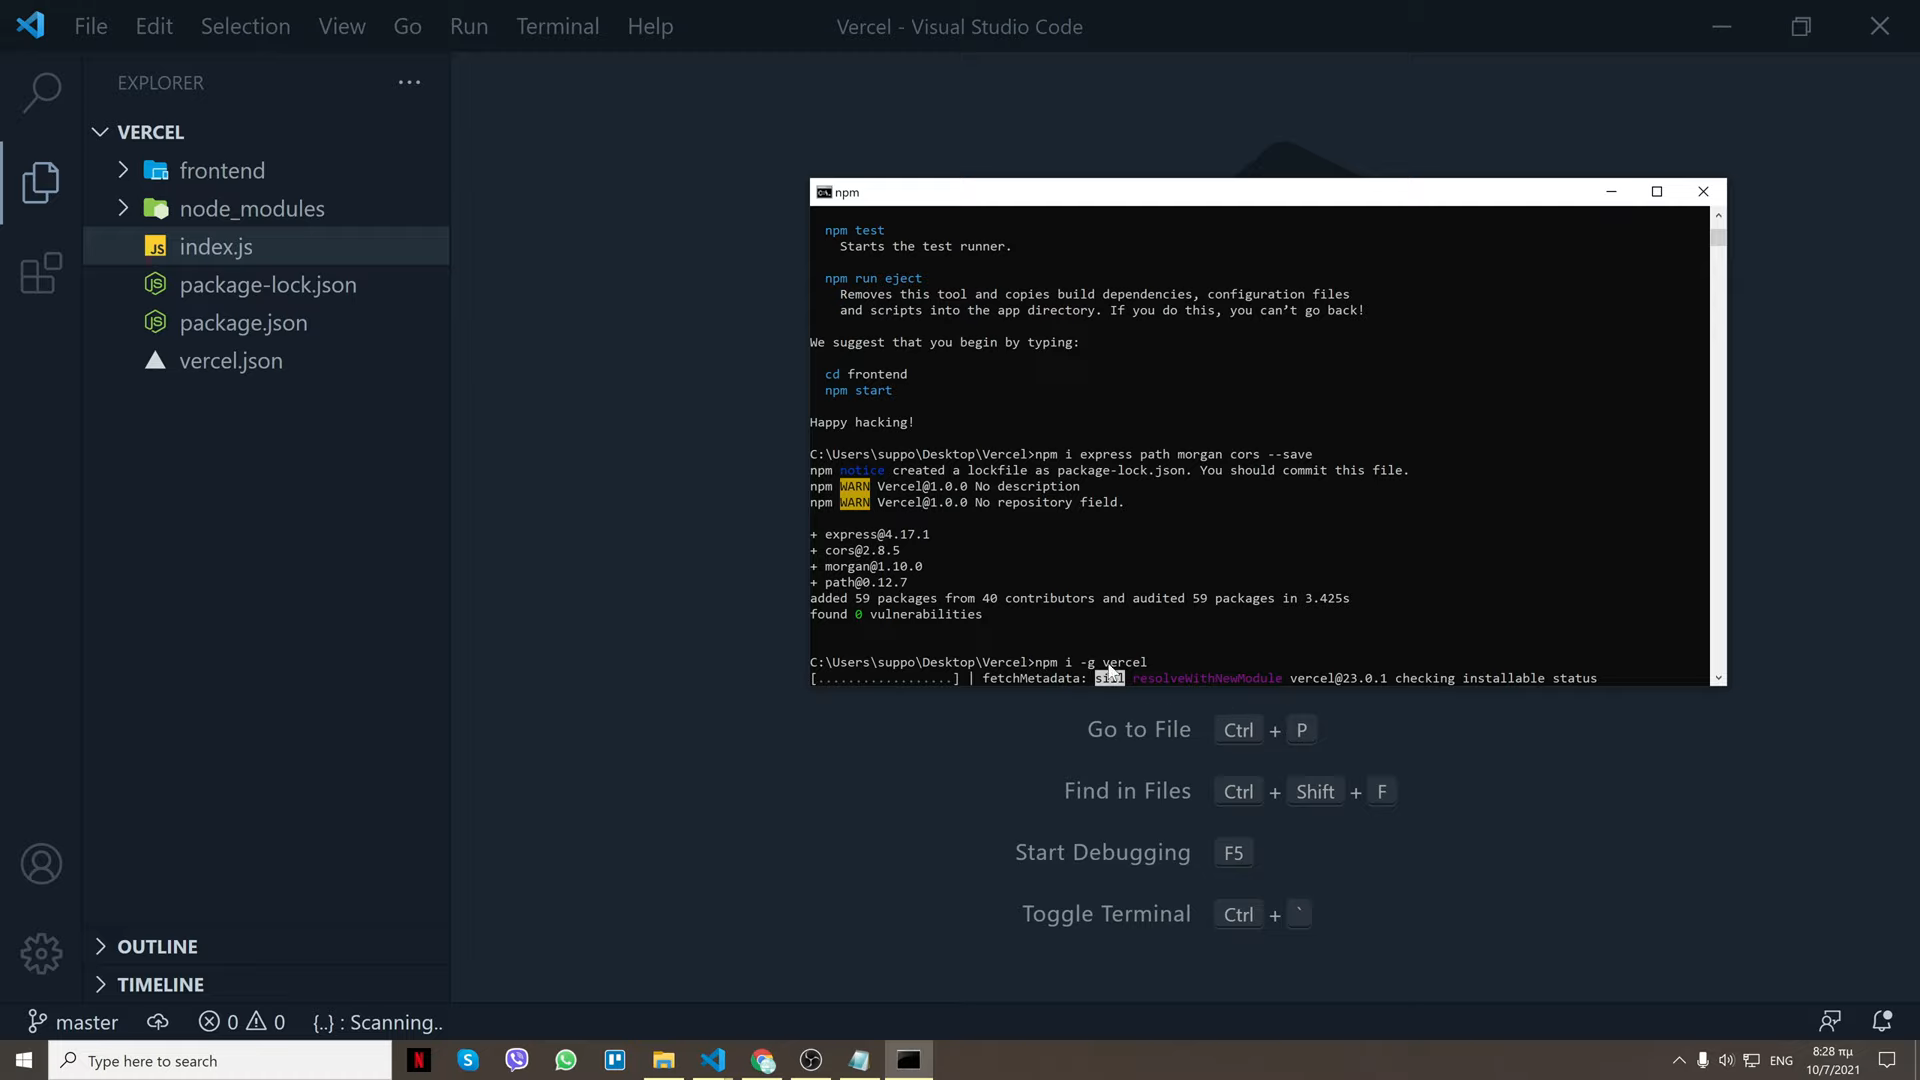 File Edit Selection View Go Run Terminal Help
Vercel - Visual Studio Code
EXPLORER
VERCEL
frontend
node_modules
JS index.js
package-lock.json
package.json
vercel.json
OUTLINE
TIMELINE
npm
npm test
Starts the test runner.
npm run eject
Removes this tool and copies build dependencies, configuration files
and scripts into the app directory. If you do this, you can’t go back!
We suggest that you begin by typing:
cd frontend
npm start
Happy hacking!
C:\Users\suppo\Desktop\Vercel>npm i express path morgan cors --save
npm notice created a lockfile as package-lock.json. You should commit this file.
npm WARN Vercel@1.0.0 No description
npm WARN Vercel@1.0.0 No repository field.
+ express@4.17.1
+ cors@2.8.5
+ morgan@1.10.0
+ path@0.12.7
added 59 packages from 40 contributors and audited 59 packages in 3.425s
found 0 vulnerabilities
C:\Users\suppo\Desktop\Vercel>npm i -g vercel
[..................] | fetchMetadata: sill resolveWithNewModule vercel@23.0.1 checking installable status
Go to File Ctrl + P
Find in Files Ctrl + Shift + F
Start Debugging F5
Toggle Terminal Ctrl + `
master 0 0 {..} : Scanning..
Type here to search
ENG
8:28 πμ
10/7/2021